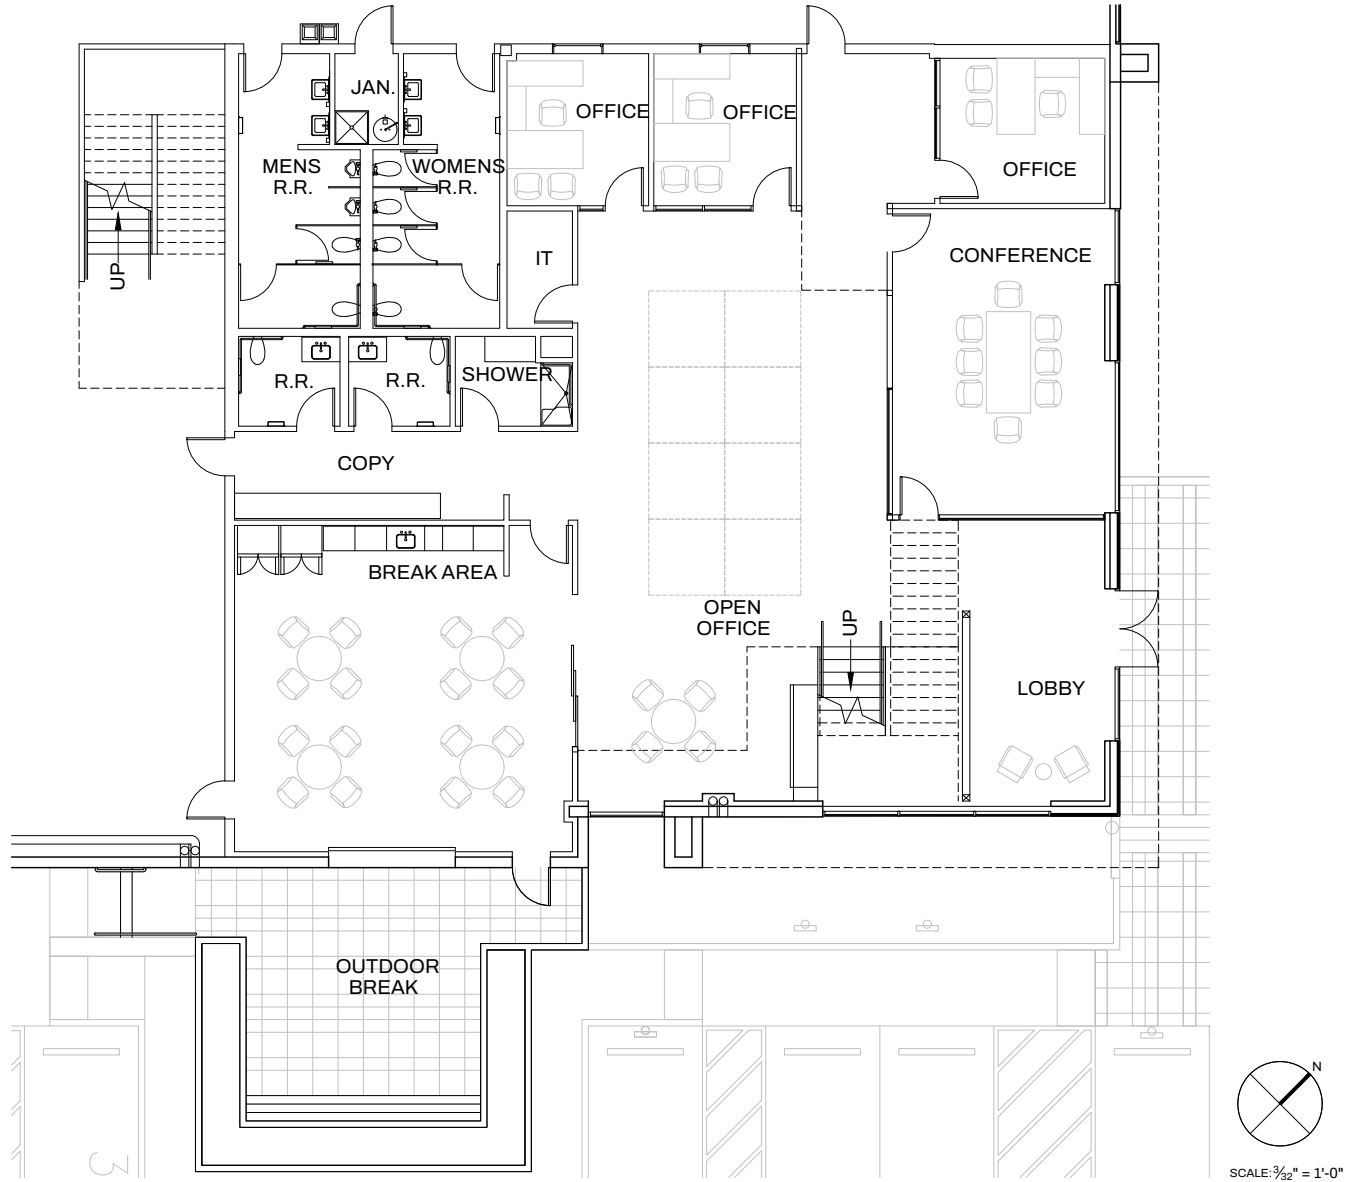 JAN.
OFFICE
OFFICE
MENS
R.R.
WOMENS
R.R.
OFFICE
UP
IT
CONFERENCE
R.R.
R.R.
SHOWER
COPY
BREAK AREA
OPEN
OFFICE
UP
LOBBY
OUTDOOR
BREAK
N
3
SCALE: 3/32" = 1'-0"